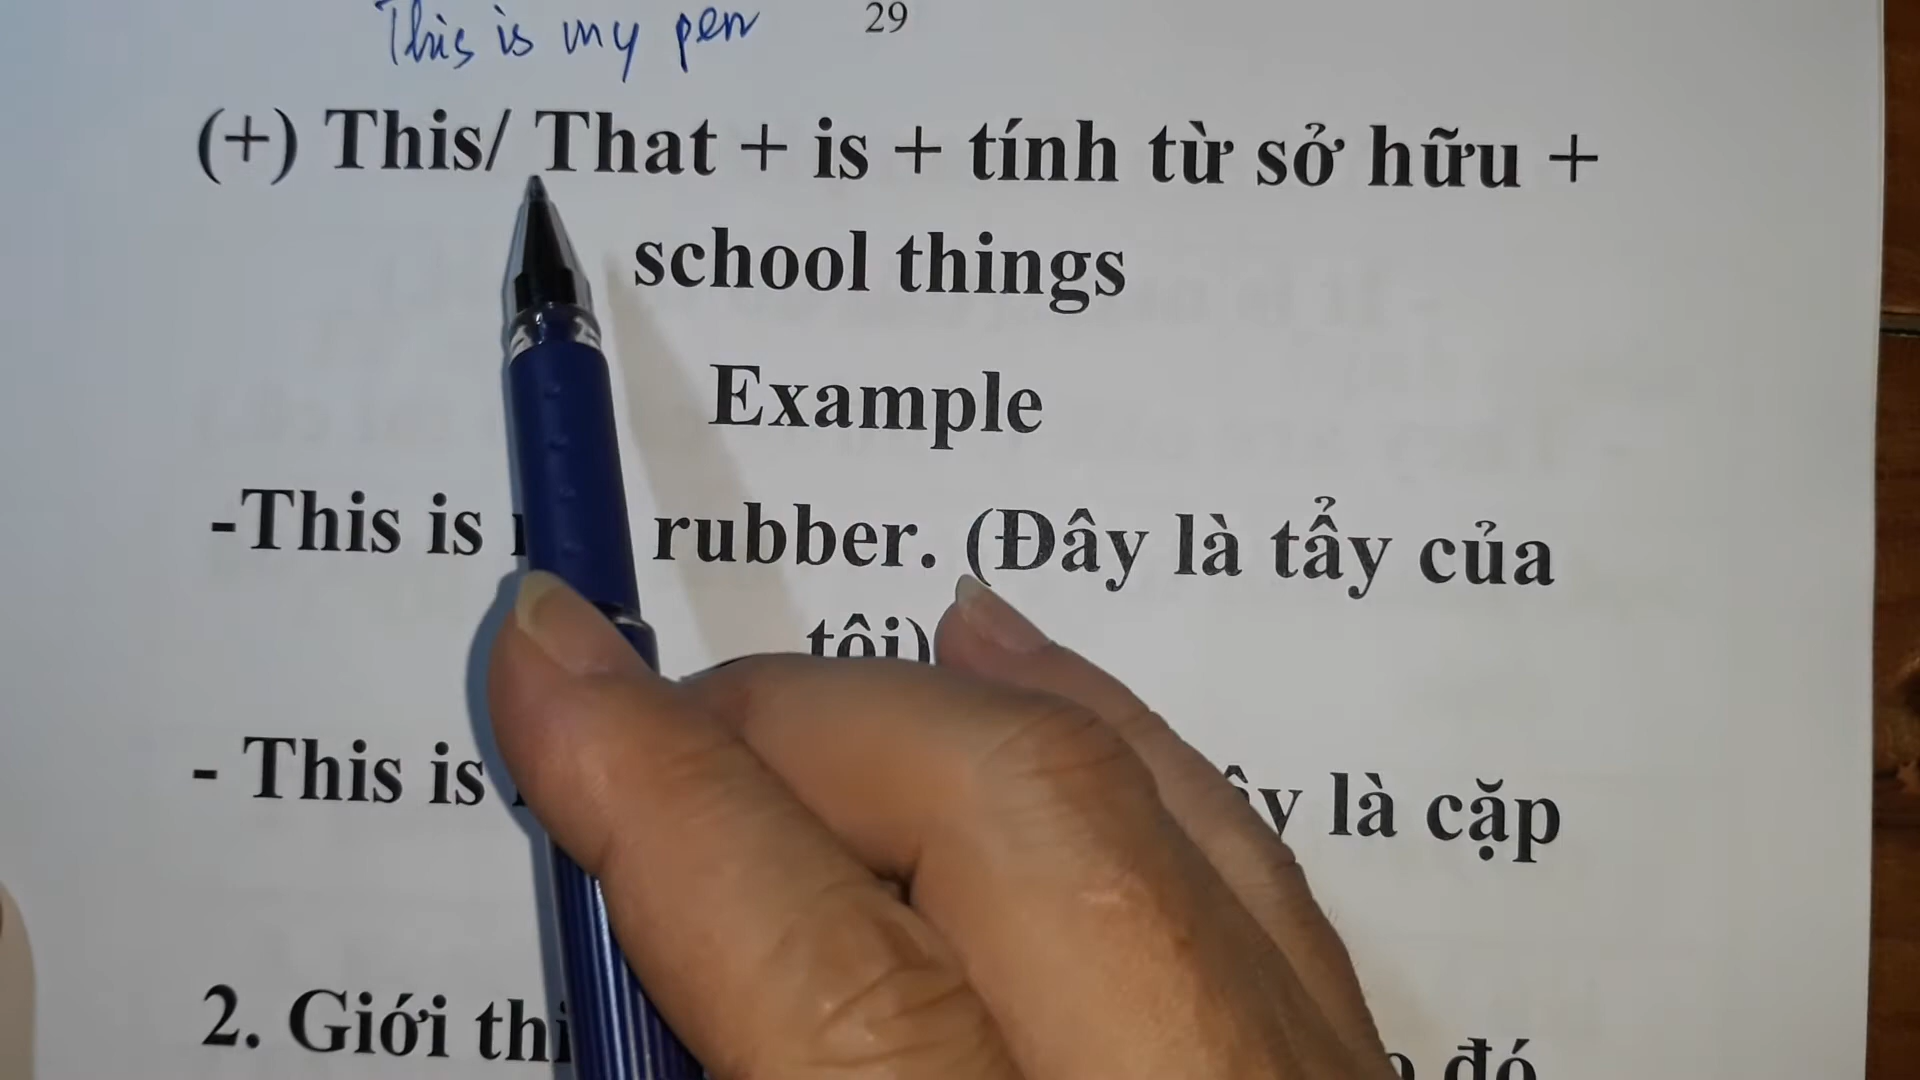 This is my pen 29
(+) This/ That + is + tính từ sở hữu +
school things
Example
-This is rubber. (Đây là tẩy của
tôi)
- This is là cặp
2. Giới đó